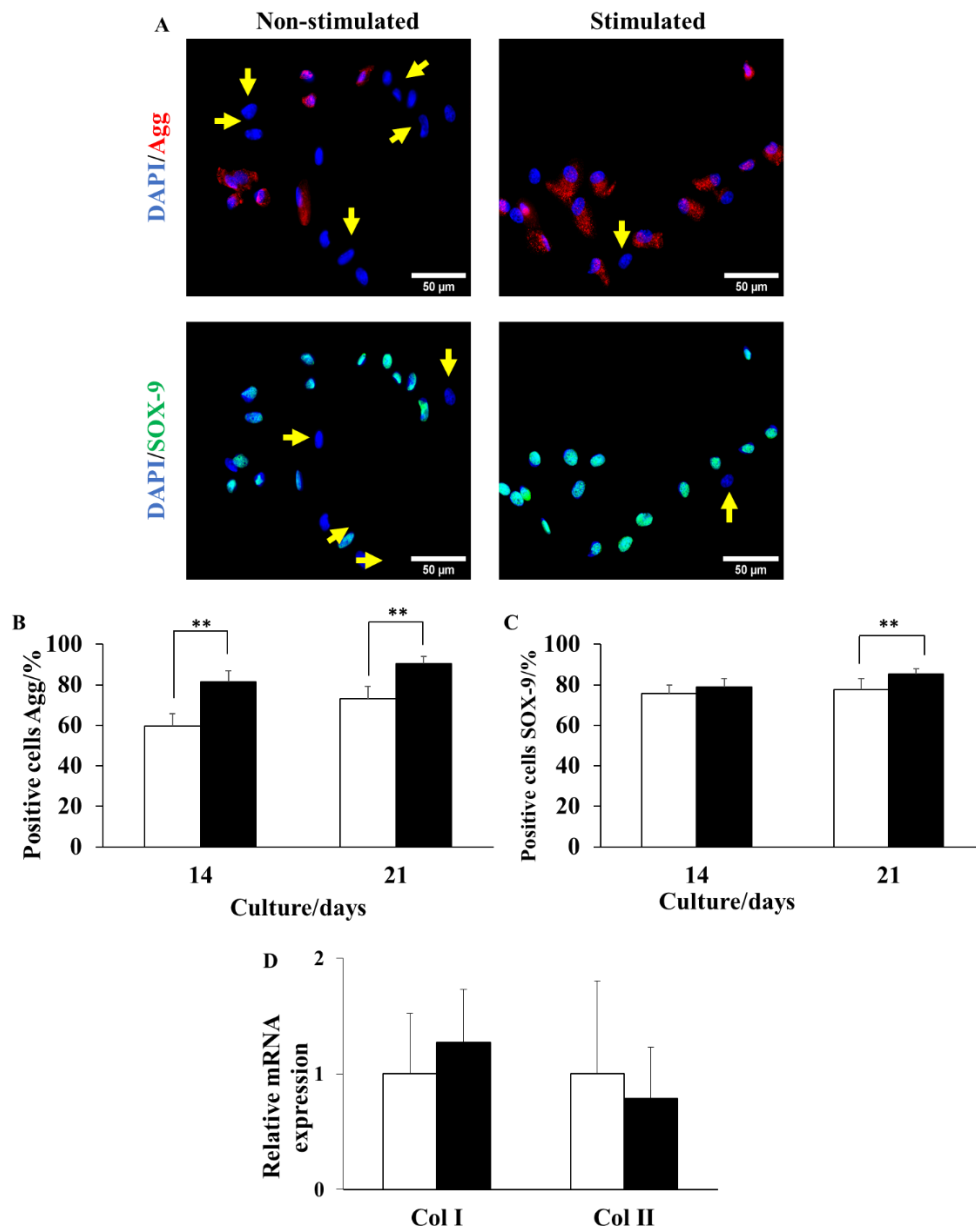 A
Non-stimulated
Stimulated
DAPI/Agg
50 µm
50 µm
DAPI/SOX-9
50 µm
50 µm
B
Positive cells Agg/%
100
80
60
40
20
0
**
**
14
21
Culture/days
C
Positive cells SOX-9/%
100
80
60
40
20
0
**
14
21
Culture/days
D
Relative mRNA
expression
2
1
0
Col I
Col II